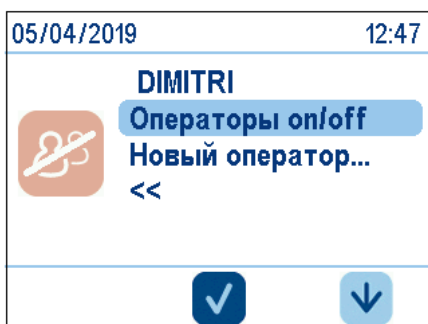 05/04/2019 12:47
DIMITRI
Операторы on/off
Новый оператор...
<<